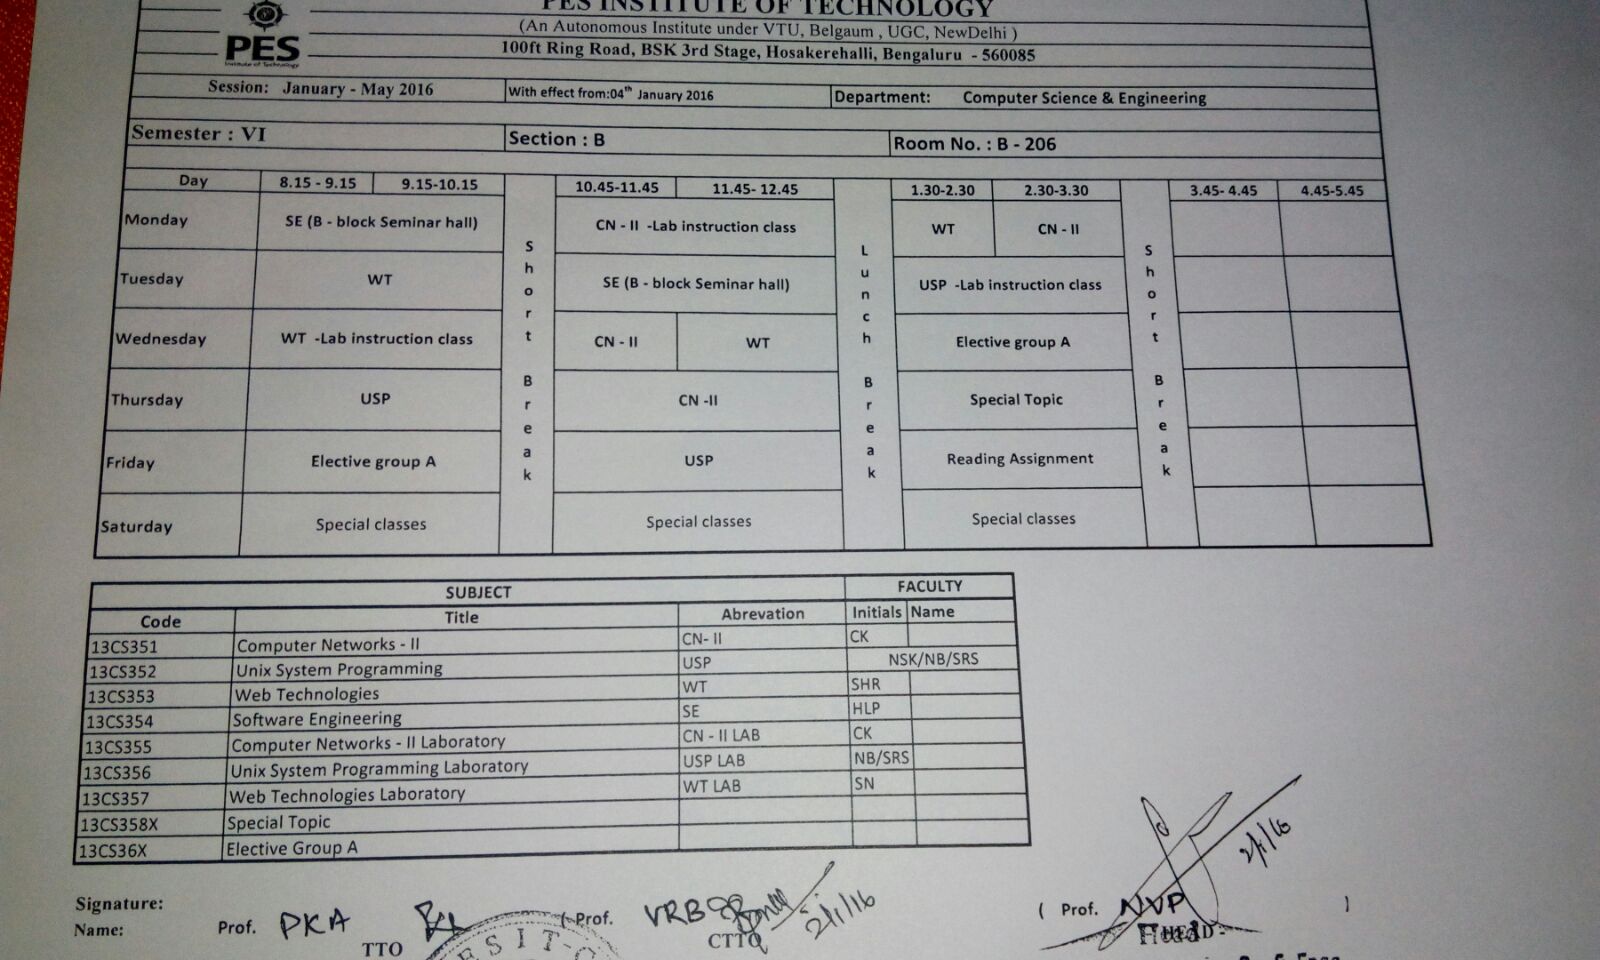 PES INSTITUTE OF TECHNOLOGY
(An Autonomous Institute under VTU, Belgaum , UGC, NewDelhi )
100ft Ring Road, BSK 3rd Stage, Hosakerehalli, Bengaluru - 560085
PES
Institute of Technology
Session: January - May 2016 With effect from:04th January 2016 Department: Computer Science & Engineering
Semester : VI Section : B Room No. : B - 206
Day 8.15 - 9.15 9.15-10.15 Short Break 10.45-11.45 11.45- 12.45 Lunch Break 1.30-2.30 2.30-3.30 Short Break 3.45- 4.45 4.45-5.45
Monday SE (B - block Seminar hall) CN - II -Lab instruction class WT CN - II
Tuesday WT SE (B - block Seminar hall) USP -Lab instruction class
Wednesday WT -Lab instruction class CN - II WT Elective group A
Thursday USP CN -II Special Topic
Friday Elective group A USP Reading Assignment
Saturday Special classes Special classes Special classes
SUBJECT FACULTY
Code Title Abrevation Initials Name
13CS351 Computer Networks - II CN- II CK
13CS352 Unix System Programming USP NSK/NB/SRS
13CS353 Web Technologies WT SHR
13CS354 Software Engineering SE HLP
13CS355 Computer Networks - II Laboratory CN - II LAB CK
13CS356 Unix System Programming Laboratory USP LAB NB/SRS
13CS357 Web Technologies Laboratory WT LAB SN
13CS358X Special Topic
13CS36X Elective Group A
Signature: 2/1/16
Name: Prof. PKA (Prof. VRB 2/1/16 ( Prof. NVP )
TTO CTTO HEAD
ESIT-C